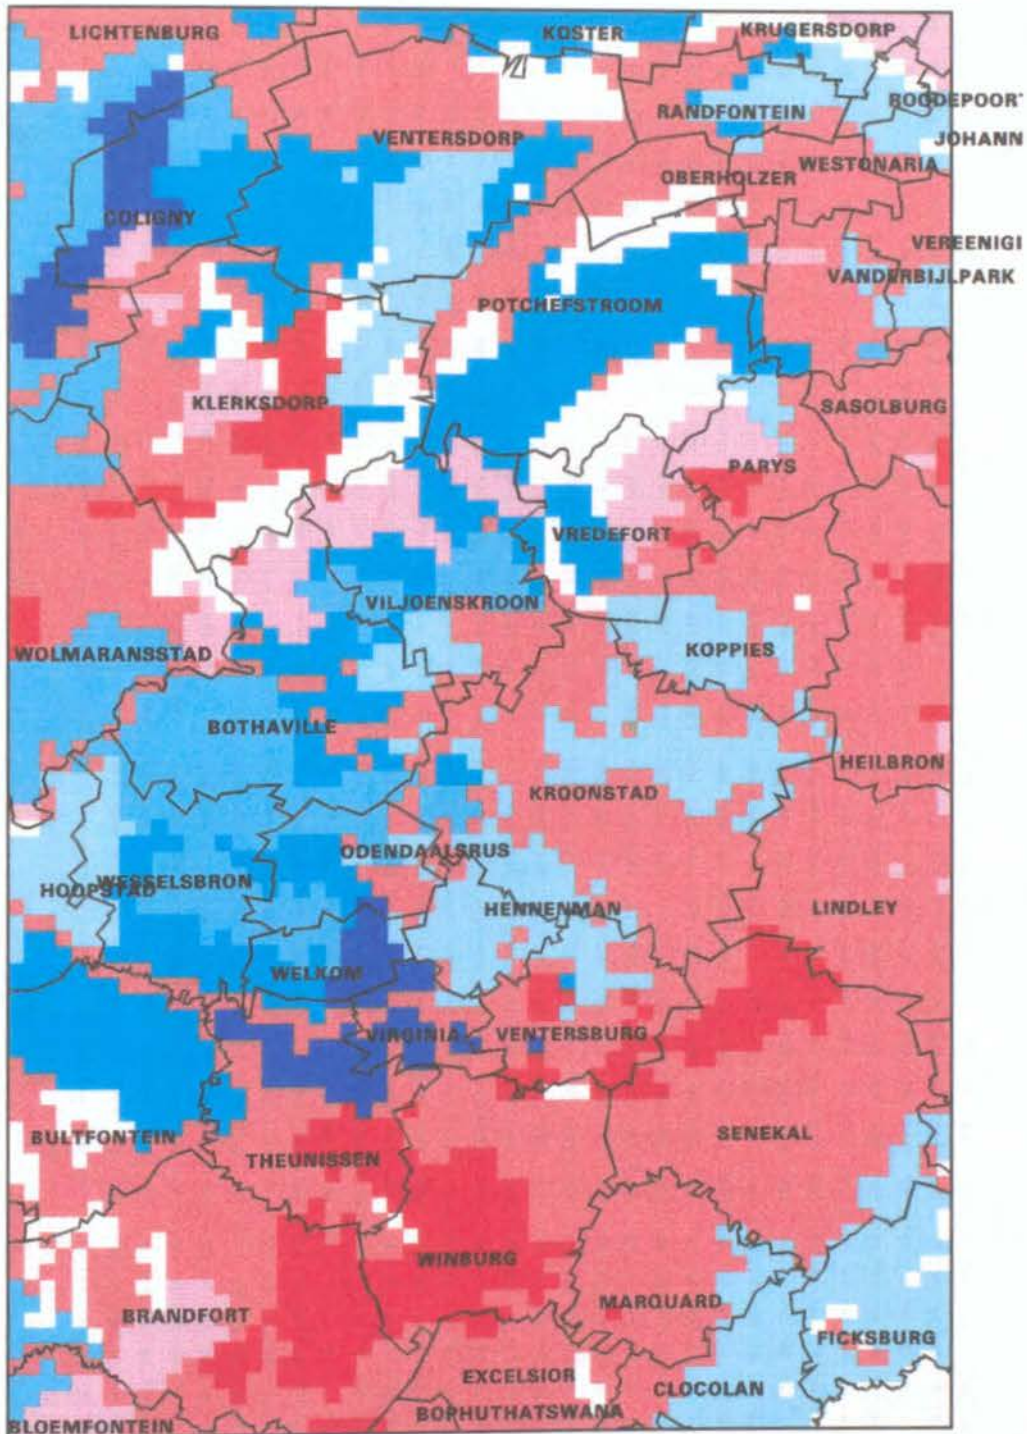 LICHTENBURG
KOSTER
KRUGERSDORP
ROODEPOOR
RANDFONTEIN
VENTERSDORP
JOHANN
WESTONARIA
OBERHOLZER
COLIGNY
VEREENIGI
VANDERBIJLPARK
POTCHEFSTROOM
KLERKSDORP
SASOLBURG
PARYS
VREDEFORT
VILJOENSKROON
WOLMARANSSTAD
KOPPIES
BOTHAVILLE
HEILBRON
KROONSTAD
ODENDAALSRUS
WESSELSBRON
HOOPSTAD
HENNENMAN
LINDLEY
WELKOM
VIRGINIA
VENTERSBURG
BULTFONTEIN
SENEKAL
THEUNISSEN
WINBURG
MARQUARD
BRANDFORT
FICKSBURG
EXCELSIOR
CLOCOLAN
BOPHUTHATSWANA
BLOEMFONTEIN